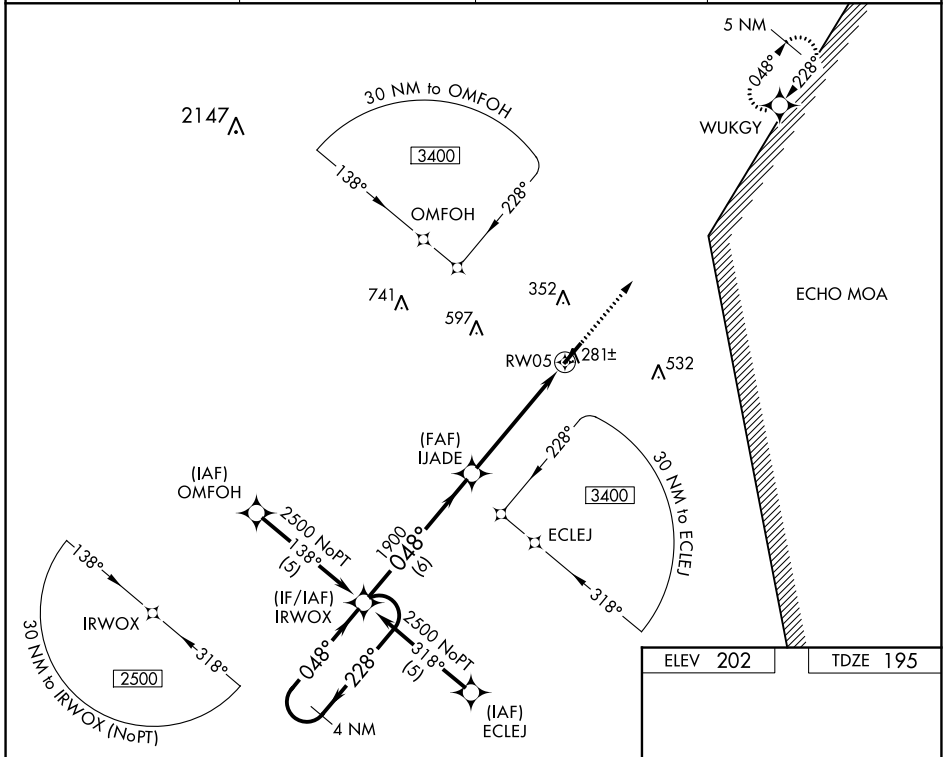 5 NM
048°
228°
WUKGY
30 NM to OMFOH
3400
138°
228°
OMFOH
2147
741
597
352
ECHO MOA
RW05
281±
532
(FAF)
IJADE
228°
3400
30 NM to ECLEJ
ECLEJ
318°
(IAF)
OMFOH
2500 NoPT
138°
(5)
1900
048°
(6)
(IF/IAF)
IRWOX
2500 NoPT
318°
(5)
048°
228°
4 NM
(IAF)
ECLEJ
138°
IRWOX
318°
2500
30 NM to IRWOX (NoPT)
ELEV 202
TDZE 195